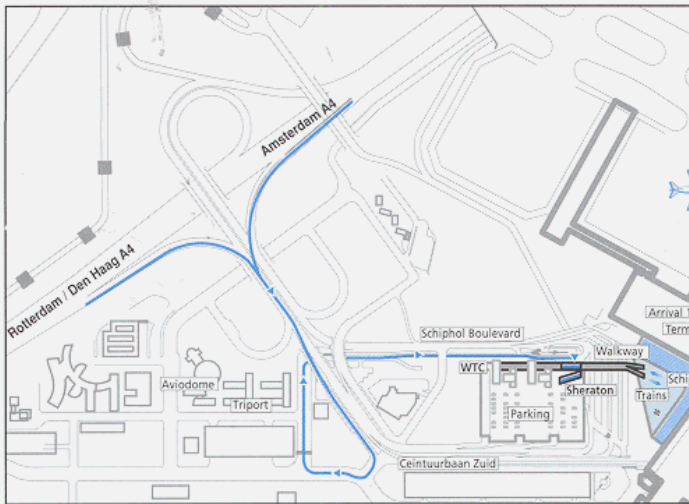 Amsterdam A4
Rotterdam / Den Haag A4
Arrival
Term
Schiphol Boulevard
Walkway
WTC
Schi
Sheraton
Trains
Aviodome
Triport
Parking
Ceintuurbaan Zuid